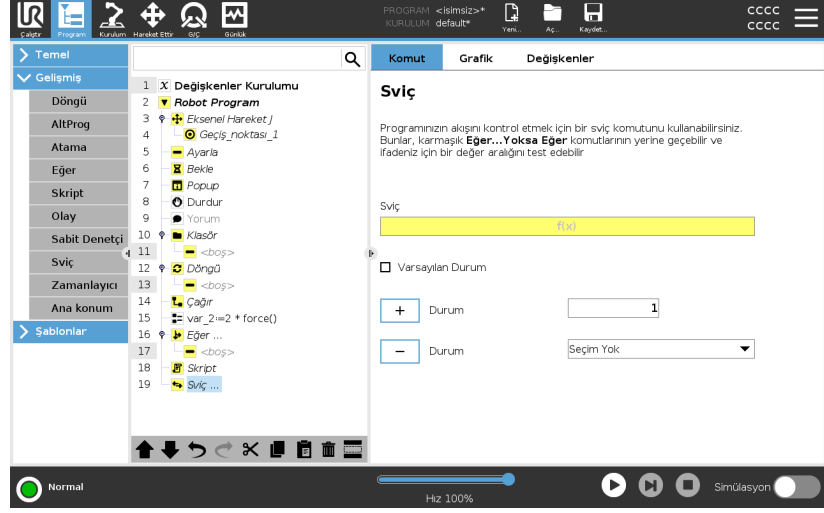 UR
PROGRAM <isimsiz>*
KURULUM default*
CCCC
CCCC
Çalıştır Program Kurulum Hareket Ettir G/Ç Günlük
Yeni... Aç... Kaydet...
Temel
Gelişmiş
Döngü
AltProg
Atama
Eğer
Skript
Olay
Sabit Denetçi
Sviç
Zamanlayıcı
Ana konum
Şablonlar
1 X Değişkenler Kurulumu
2 Robot Program
3 Eksenel Hareket J
4 Geçiş_noktası_1
5 Ayarla
6 Bekle
7 Popup
8 Durdur
9 Yorum
10 Klasör
11 <boş>
12 Döngü
13 <boş>
14 Çağır
15 var_2:=2 * force()
16 Eğer ...
17 <boş>
18 Skript
19 Sviç ...
Komut Grafik Değişkenler
Sviç
Programınızın akışını kontrol etmek için bir sviç komutunu kullanabilirsiniz.
Bunlar, karmaşık Eğer...Yoksa Eğer komutlarının yerine geçebilir ve
ifadeniz için bir değer aralığını test edebilir
Sviç
f(x)
Varsayılan Durum
+ Durum 1
− Durum Seçim Yok
Normal
Hız 100%
Simülasyon